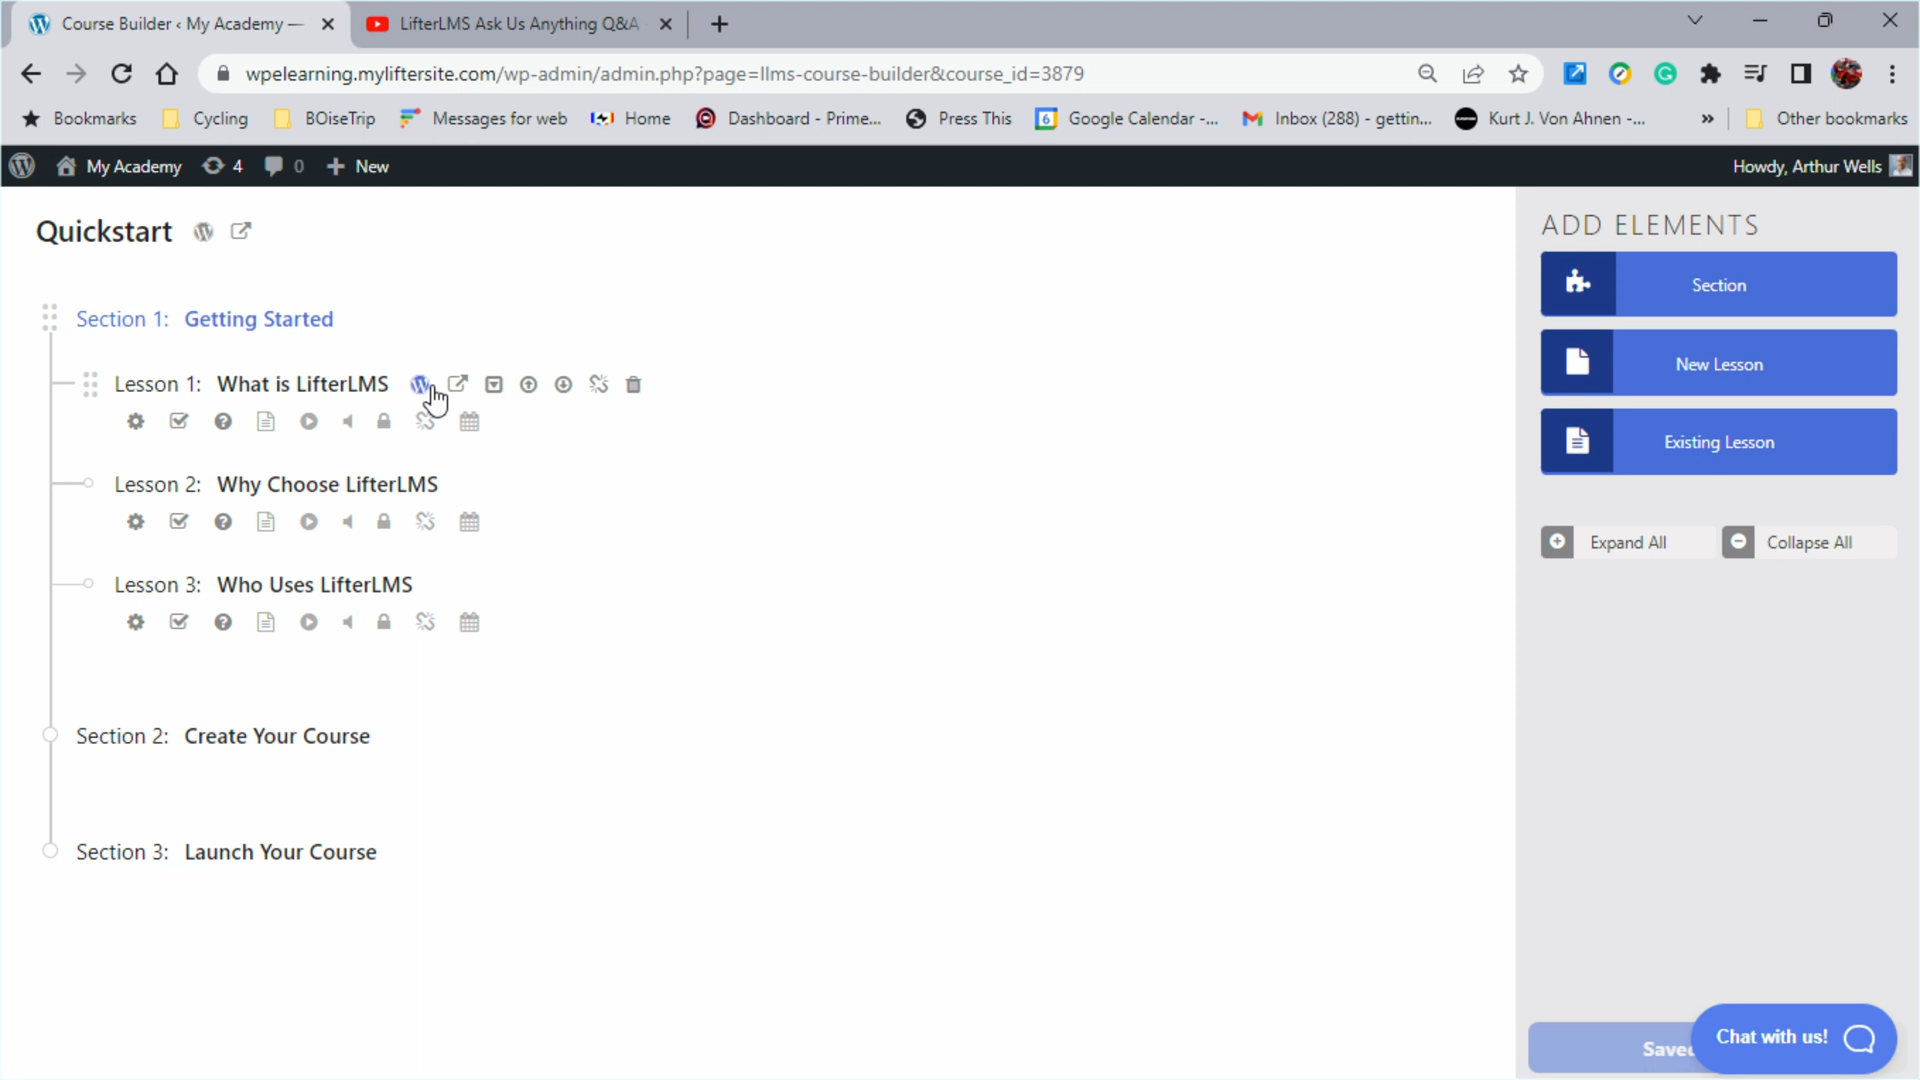 Course Builder ‹ My Academy —
LifterLMS Ask Us Anything Q&A
wpelearning.myliftersite.com/wp-admin/admin.php?page=llms-course-builder&course_id=3879
Bookmarks
Cycling
BOiseTrip
Messages for web
Home
Dashboard - Prime...
Press This
6
Google Calendar -...
Inbox (288) - gettin...
Kurt J. Von Ahnen -...
»
Other bookmarks
My Academy
4
0
New
Howdy, Arthur Wells
Quickstart
Section 1: Getting Started
Lesson 1: What is LifterLMS
Lesson 2: Why Choose LifterLMS
Lesson 3: Who Uses LifterLMS
Section 2: Create Your Course
Section 3: Launch Your Course
ADD ELEMENTS
Section
New Lesson
Existing Lesson
Expand All
Collapse All
Saved
Chat with us!